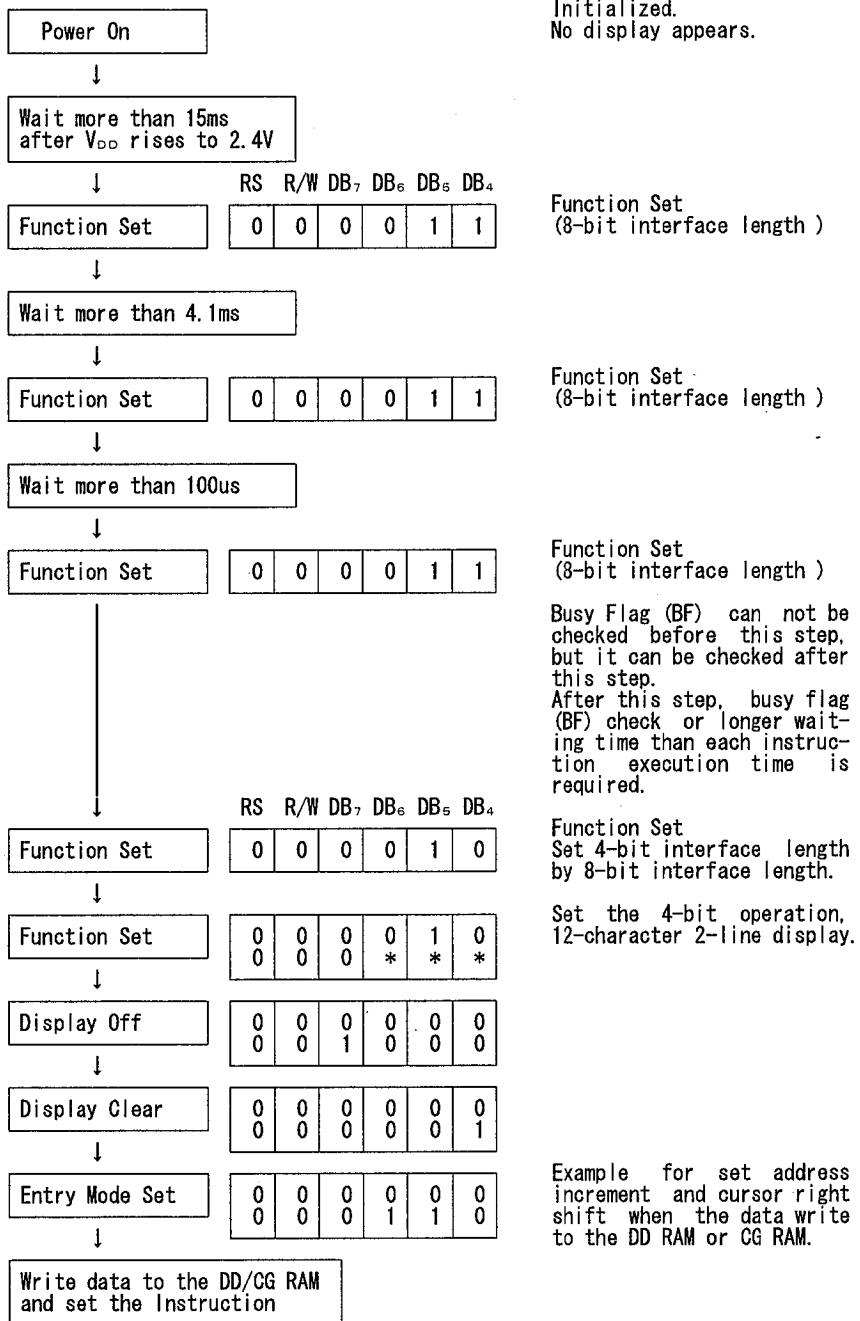 Initialized.
Power On
No display appears.
↓
Wait more than 15ms
after VDD rises to 2.4V
↓
RS R/W DB7 DB6 DB5 DB4
Function Set
0 0 0 0 1 1
Function Set
(8-bit interface length )
↓
Wait more than 4.1ms
↓
Function Set
0 0 0 0 1 1
Function Set
(8-bit interface length )
↓
Wait more than 100us
↓
Function Set
0 0 0 0 1 1
Function Set
(8-bit interface length )
Busy Flag (BF) can not be
checked before this step,
but it can be checked after
this step.
After this step, busy flag
(BF) check or longer wait-
ing time than each instruc-
tion execution time is
required.
↓
RS R/W DB7 DB6 DB5 DB4
Function Set
0 0 0 0 1 0
Function Set
Set 4-bit interface length
by 8-bit interface length.
↓
Function Set
0 0 0 0 1 0
0 0 0 * * *
Set the 4-bit operation,
12-character 2-line display.
↓
Display Off
0 0 0 0 0 0
0 0 1 0 0 0
↓
Display Clear
0 0 0 0 0 0
0 0 0 0 0 1
↓
Entry Mode Set
0 0 0 0 0 0
0 0 0 1 1 0
Example for set address
increment and cursor right
shift when the data write
to the DD RAM or CG RAM.
↓
Write data to the DD/CG RAM
and set the Instruction